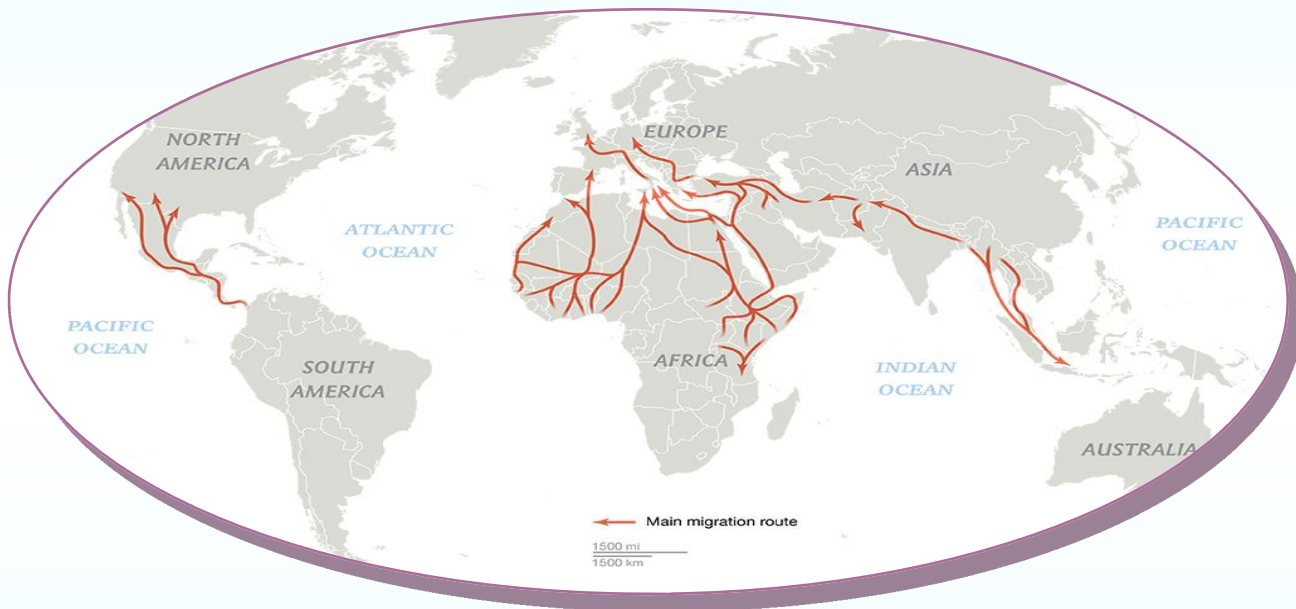 NORTH
AMERICA
EUROPE
ASIA
ATLANTIC
OCEAN
PACIFIC
OCEAN
PACIFIC
OCEAN
SOUTH
AMERICA
AFRICA
INDIAN
OCEAN
AUSTRALIA
Main migration route
1500 mi
1500 km